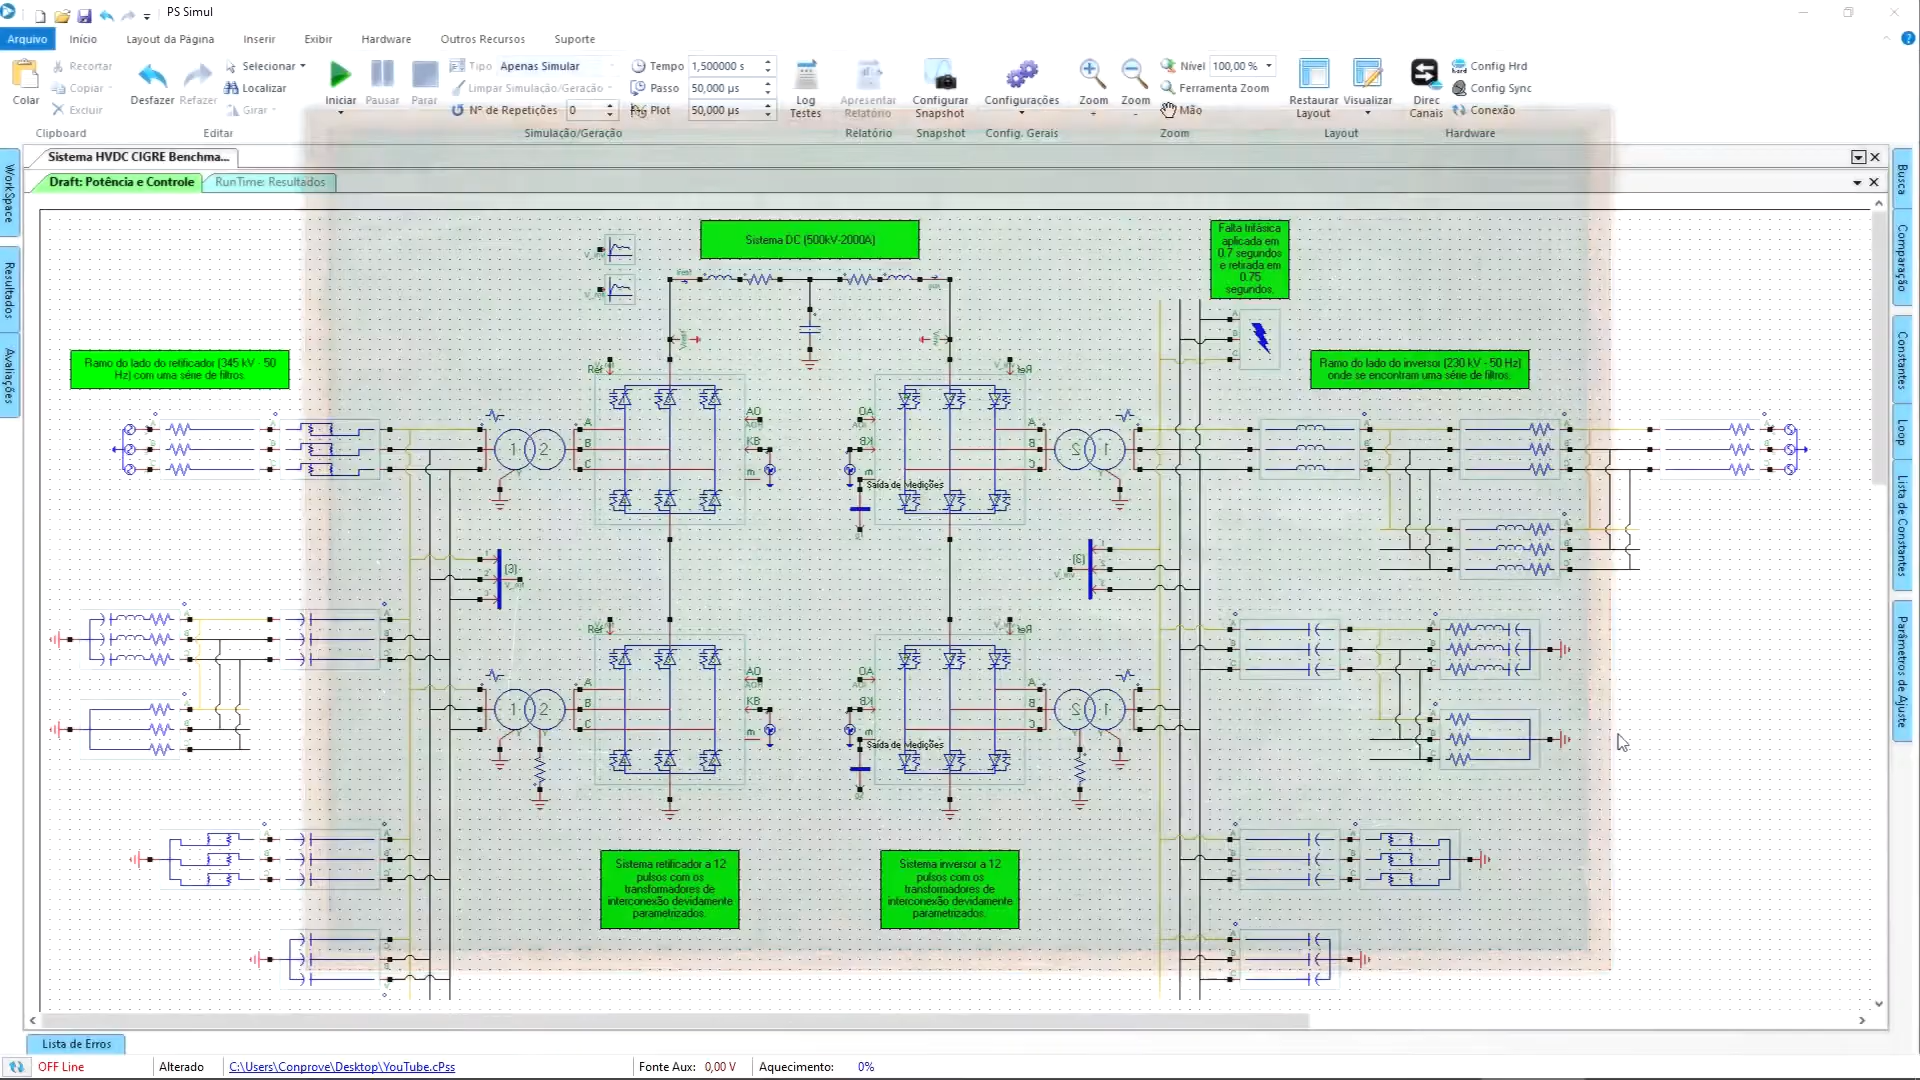 PS Simul
Arquivo Início Layout da Página Inserir Exibir Hardware Outros Recursos Suporte
Colar
Recortar
Copiar
Excluir
Clipboard
Desfazer Refazer
Selecionar
Localizar
Girar
Editar
Iniciar Pausar Parar
Tipo Apenas Simular
Limpar Simulação/Geração
Nº de Repetições 0
Tempo 1,500000 s
Passo 50,000 µs
Plot 50,000 µs
Simulação/Geração
Log Testes
Apresentar Relatório
Relatório
Configurar Snapshot
Snapshot
Configurações
Config. Gerais
Zoom +
Zoom -
Nível 100,00 %
Ferramenta Zoom
Mão
Zoom
Restaurar Layout
Visualizar
Layout
Direc Canais
Config Hrd
Config Sync
Conexão
Hardware
Sistema HVDC CIGRE Benchma...
Draft: Potência e Controle RunTime: Resultados
WorkSpace
Resultados
Avaliações
Busca
Comparação
Constantes
Loop
Lista de Constantes
Parâmetros de Ajuste
Sistema DC (500kV-2000A)
Falta trifásica
aplicada em
0.7 segundos
e retirada em
0.75
segundos.
Ramo do lado do retificador (345 kV - 50
Hz) com uma série de filtros.
Ramo do lado do inversor (230 kV - 50 Hz)
onde se encontram uma série de filtros.
Saída de Medições
Saída de Medições
Sistema retificador a 12
pulsos com os
transformadores de
interconexão devidamente
parametrizados.
Sistema inversor a 12
pulsos com os
transformadores de
interconexão devidamente
parametrizados.
Lista de Erros
OFF Line Alterado C:\Users\Conprove\Desktop\YouTube.cPss Fonte Aux: 0,00 V Aquecimento: 0%